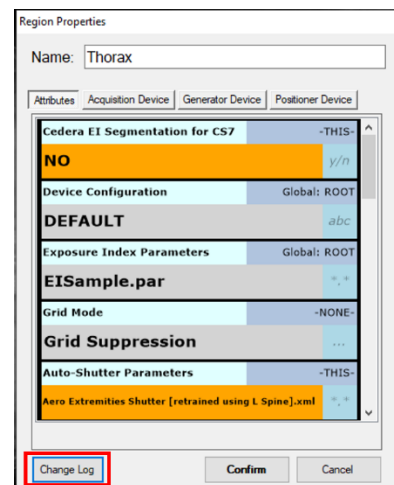 Region Properties
Name: Thorax
Attributes Acquisition Device Generator Device Positioner Device
Cedera EI Segmentation for CS7 -THIS-
NO y/n
Device Configuration Global: ROOT
DEFAULT abc
Exposure Index Parameters Global: ROOT
EISample.par *.*
Grid Mode -NONE-
Grid Suppression ...
Auto-Shutter Parameters -THIS-
Aero Extremities Shutter [retrained using L Spine].xml *.*
Change Log Confirm Cancel